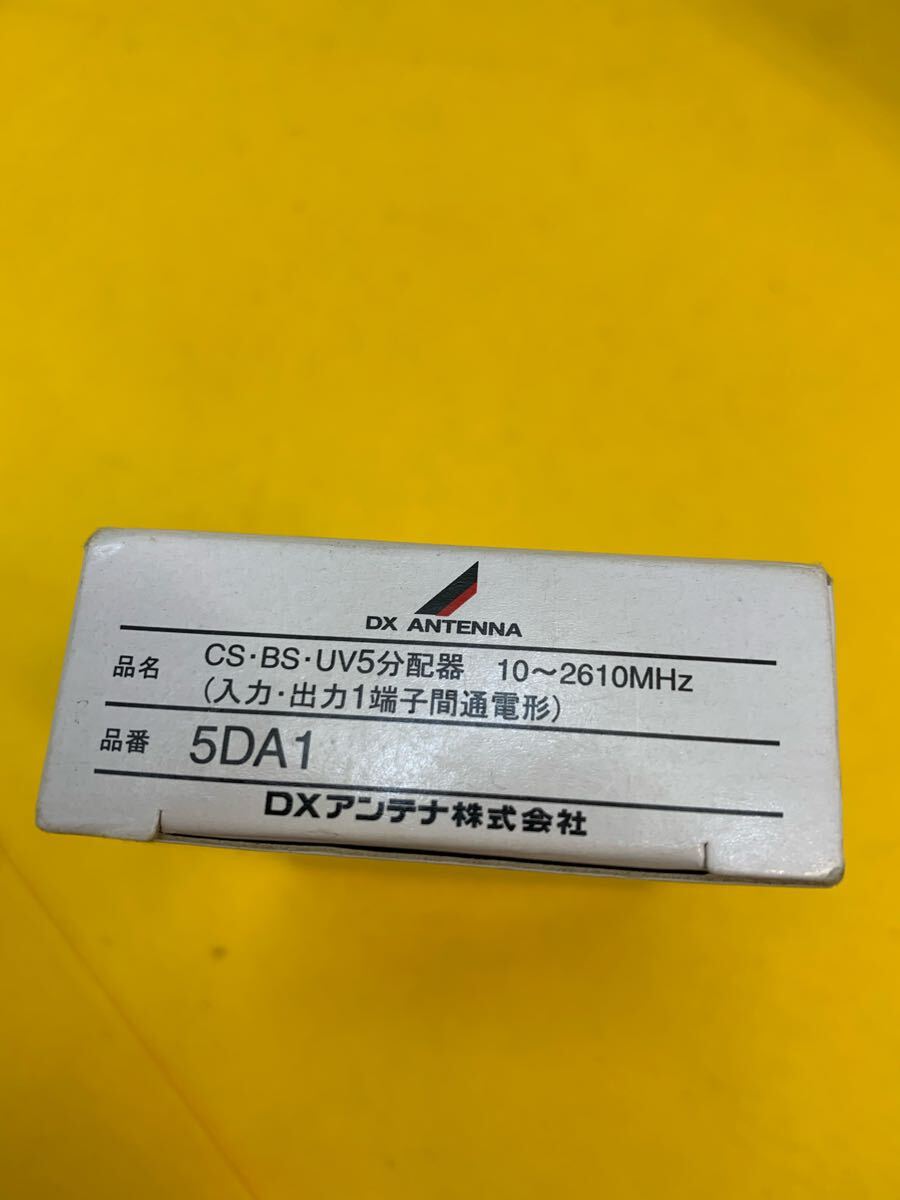 DX ANTENNA
品名 CS・BS・UV5分配器 10～2610MHz
(入力・出力1端子間通電形)
品番 5DA1
DXアンテナ株式会社